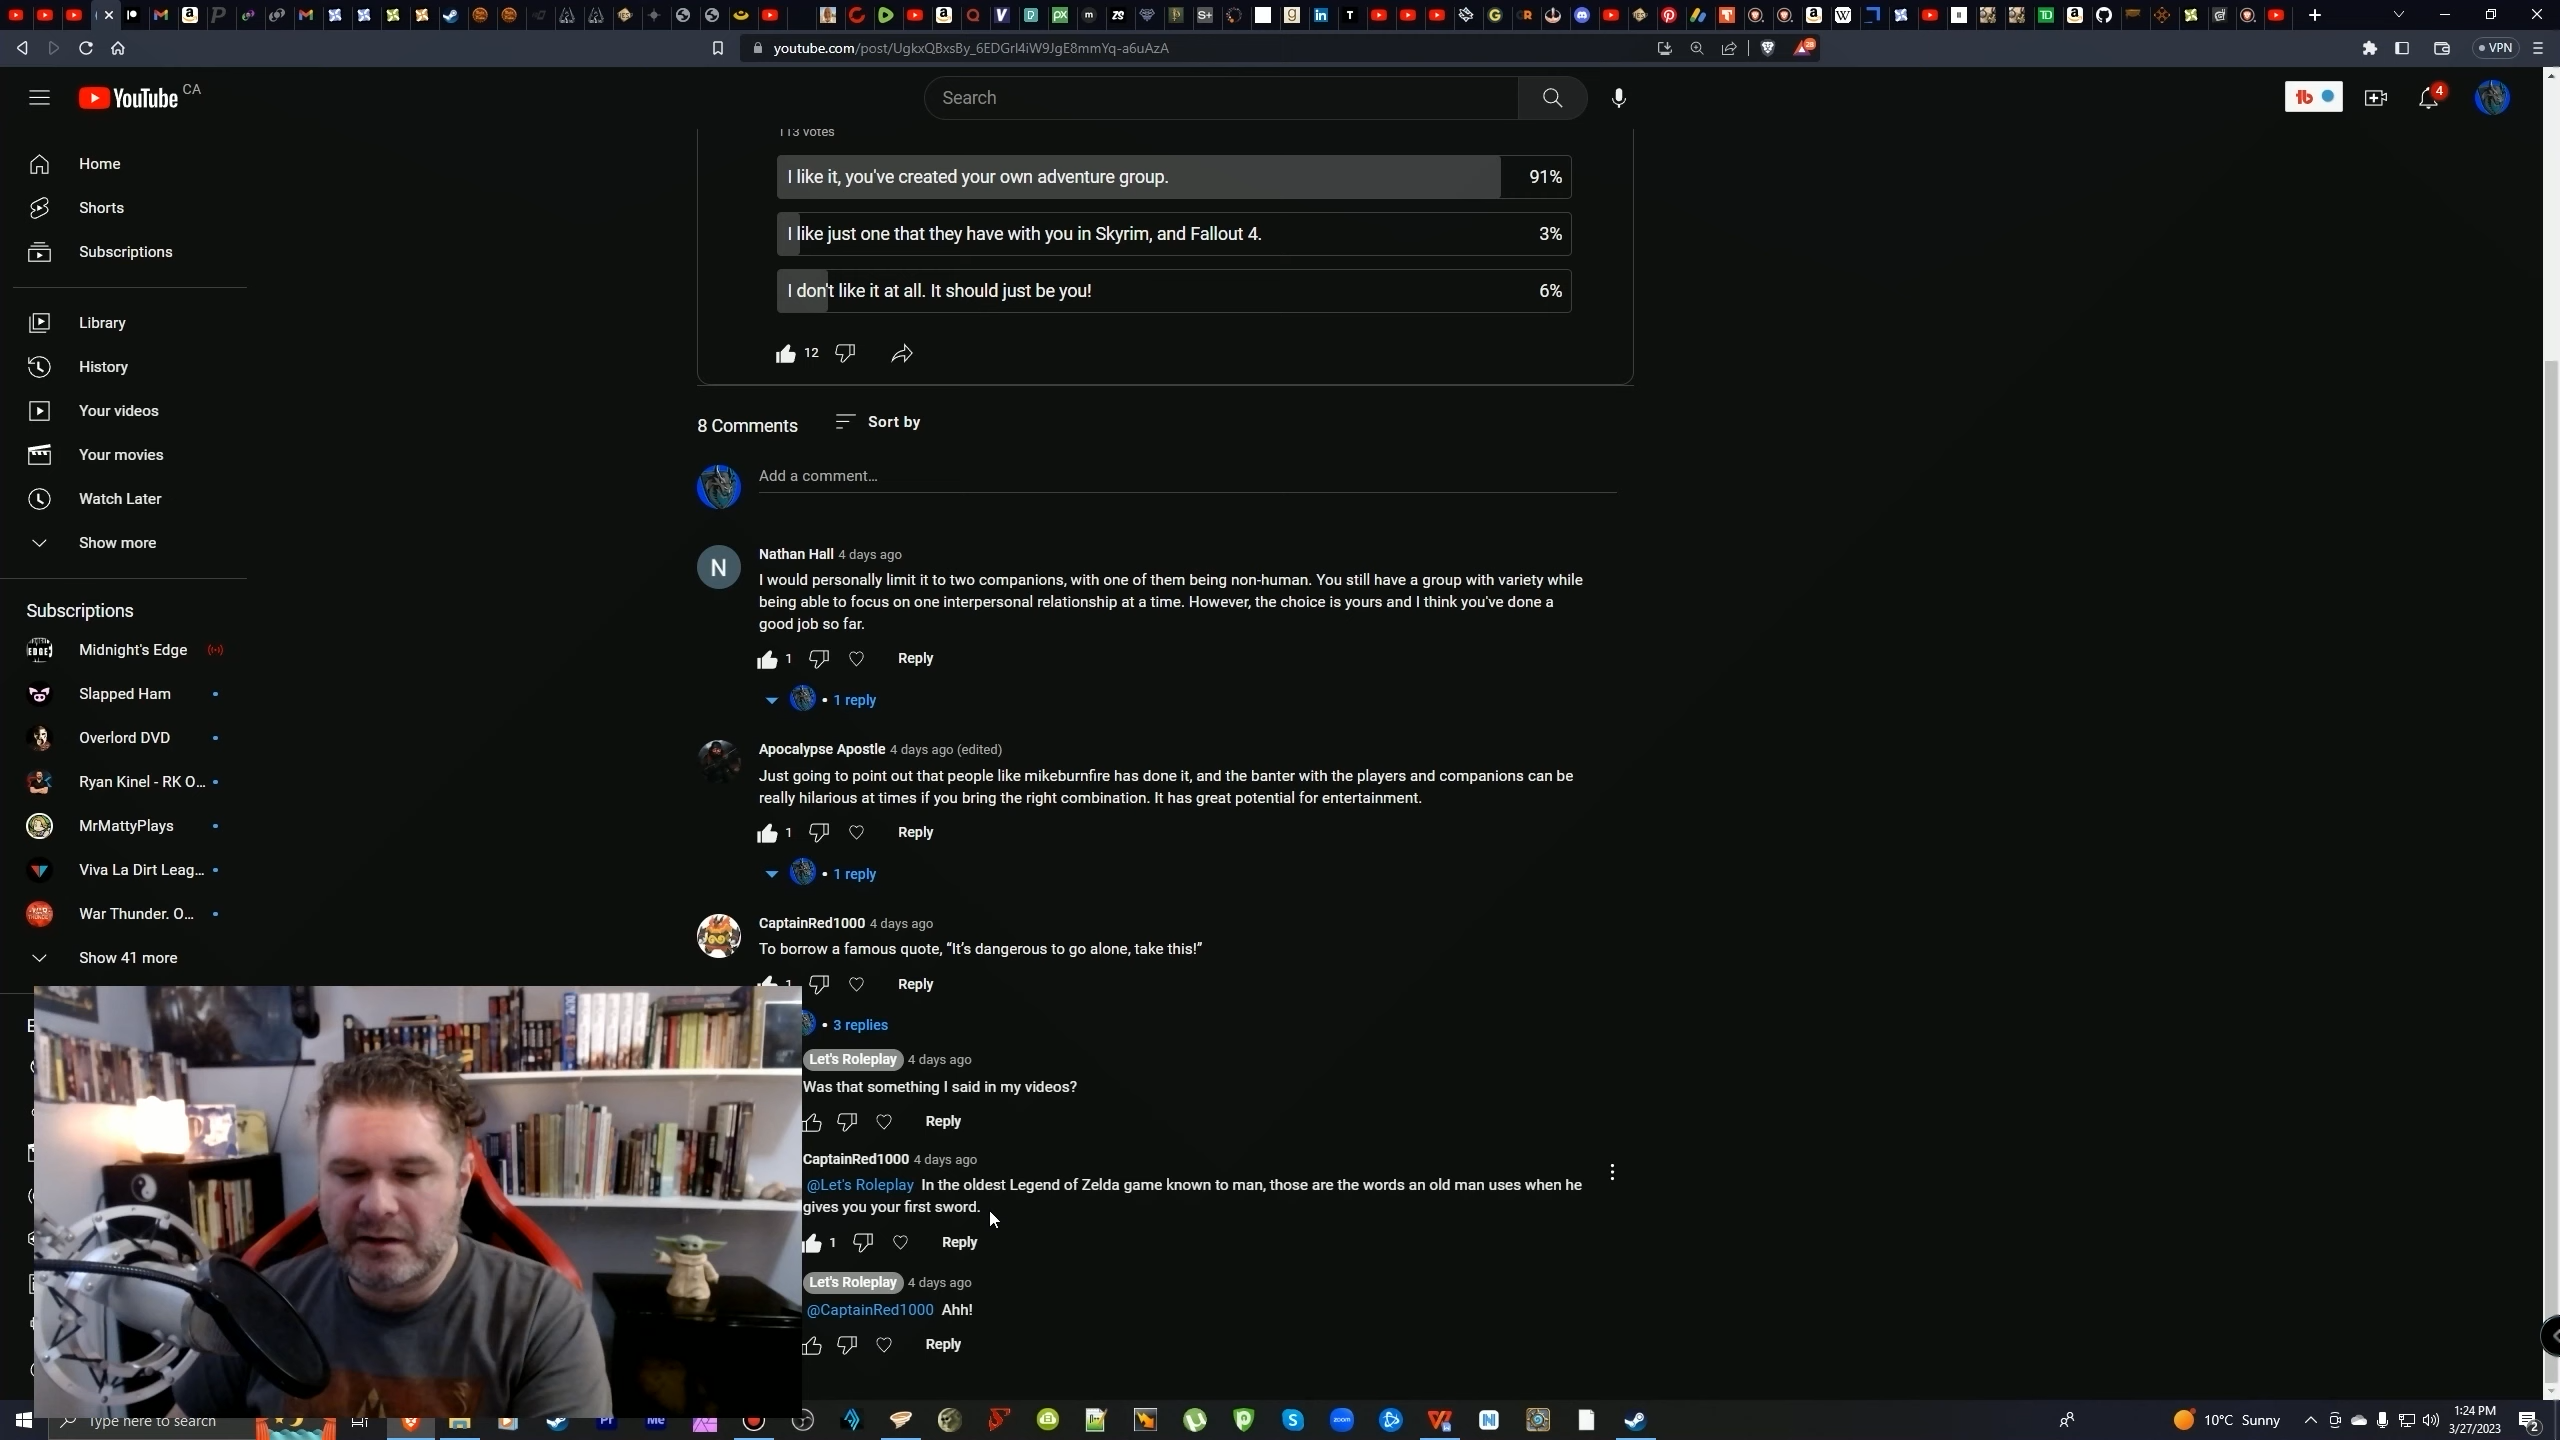 youtube.com/post/UgkxQBxsBy_6EDGrl4iW9JgE8mmYq-a6uAzA
VPN
YouTube CA
Search
4
Home
Shorts
Subscriptions
Library
History
Your videos
Your movies
Watch Later
Show more
Subscriptions
Midnight's Edge
Slapped Ham
Overlord DVD
Ryan Kinel - RK O...
MrMattyPlays
Viva La Dirt Leag...
War Thunder. O...
Show 41 more
113 votes
I like it, you've created your own adventure group. 91%
I like just one that they have with you in Skyrim, and Fallout 4. 3%
I don't like it at all. It should just be you! 6%
12
8 Comments Sort by
Add a comment...
N
Nathan Hall 4 days ago
I would personally limit it to two companions, with one of them being non-human. You still have a group with variety while
being able to focus on one interpersonal relationship at a time. However, the choice is yours and I think you've done a
good job so far.
1 Reply
1 reply
Apocalypse Apostle 4 days ago (edited)
Just going to point out that people like mikeburnfire has done it, and the banter with the players and companions can be
really hilarious at times if you bring the right combination. It has great potential for entertainment.
1 Reply
1 reply
CaptainRed1000 4 days ago
To borrow a famous quote, “It’s dangerous to go alone, take this!”
1 Reply
3 replies
Let's Roleplay 4 days ago
Was that something I said in my videos?
Reply
CaptainRed1000 4 days ago
@Let's Roleplay In the oldest Legend of Zelda game known to man, those are the words an old man uses when he
gives you your first sword.
1 Reply
Let's Roleplay 4 days ago
@CaptainRed1000 Ahh!
Reply
Type here to search
10°C Sunny
1:24 PM
3/27/2023
2